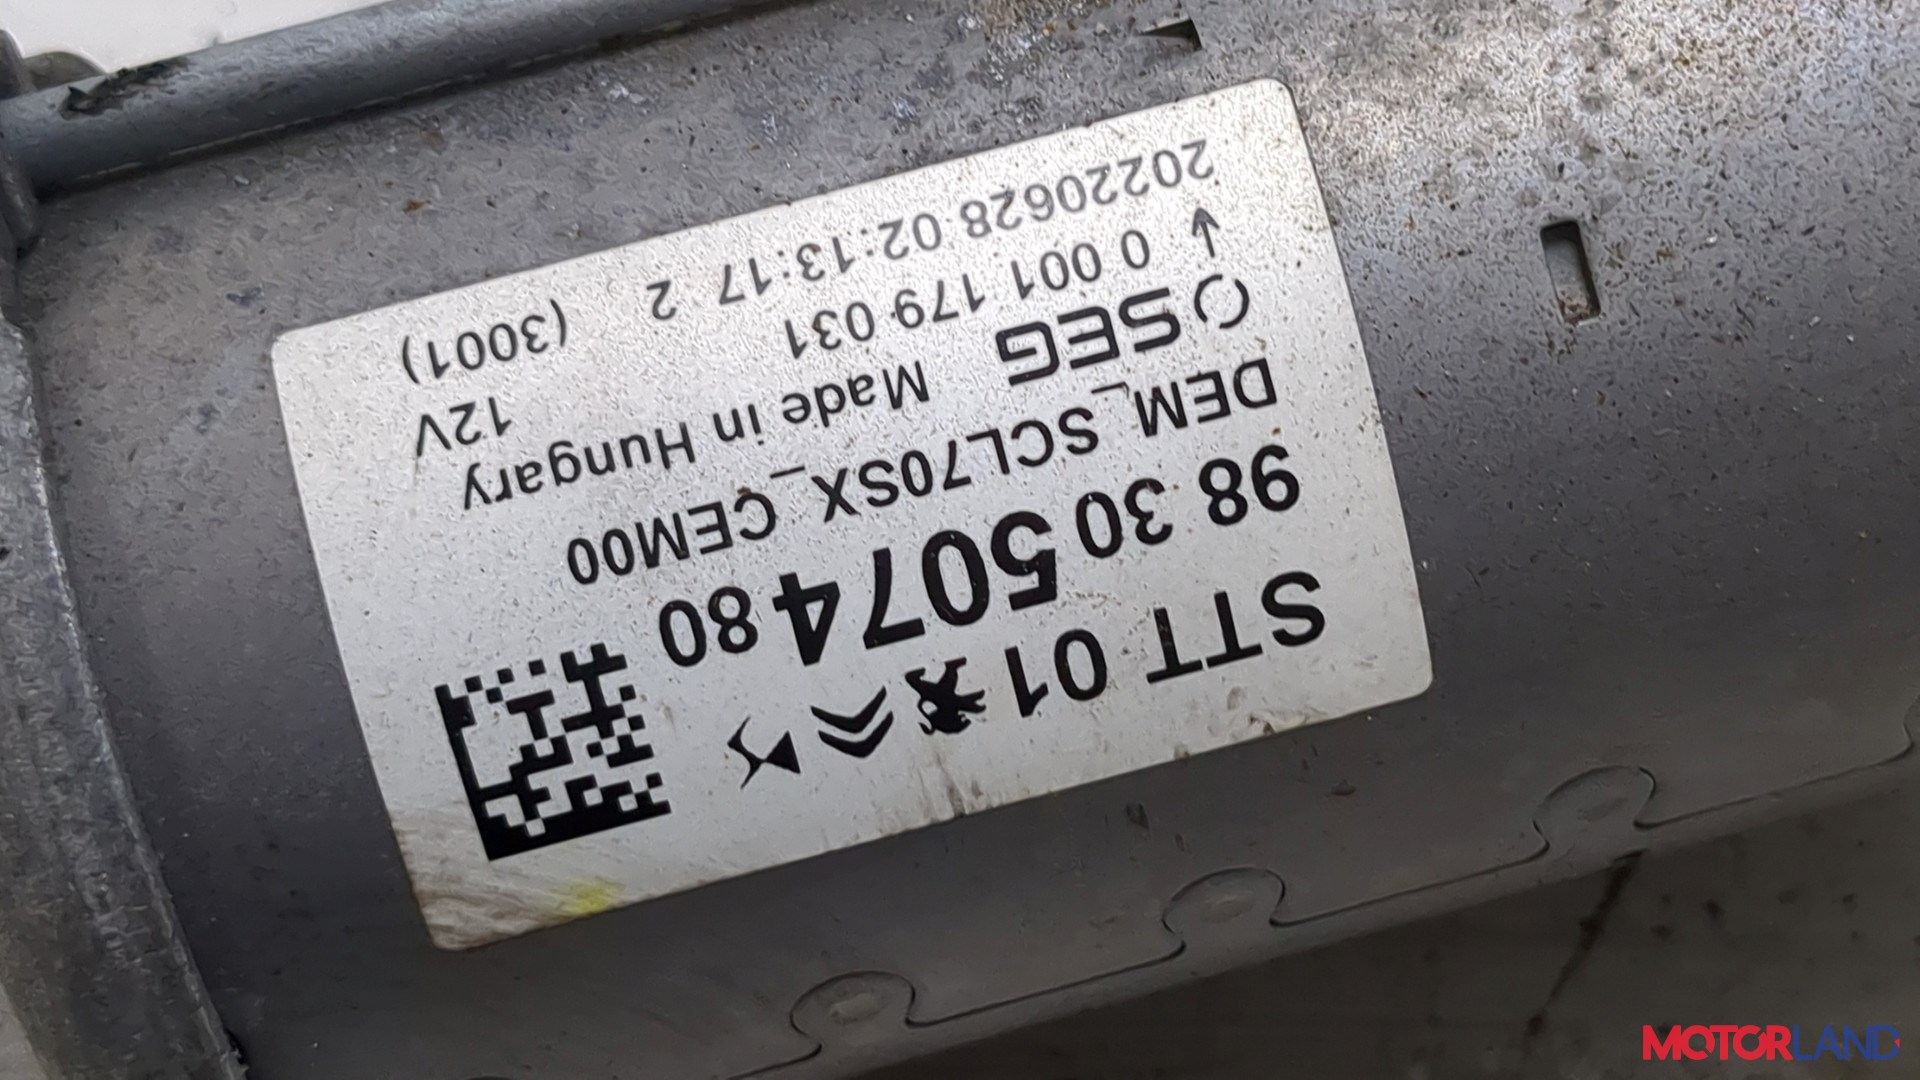 STT 01
98 30 5074 80
DEM_SCL70SX_CEM00
SEG Made in Hungary
0 001 179 031 12V
20220628 02:13:17 2 (3001)
MOTORLAND